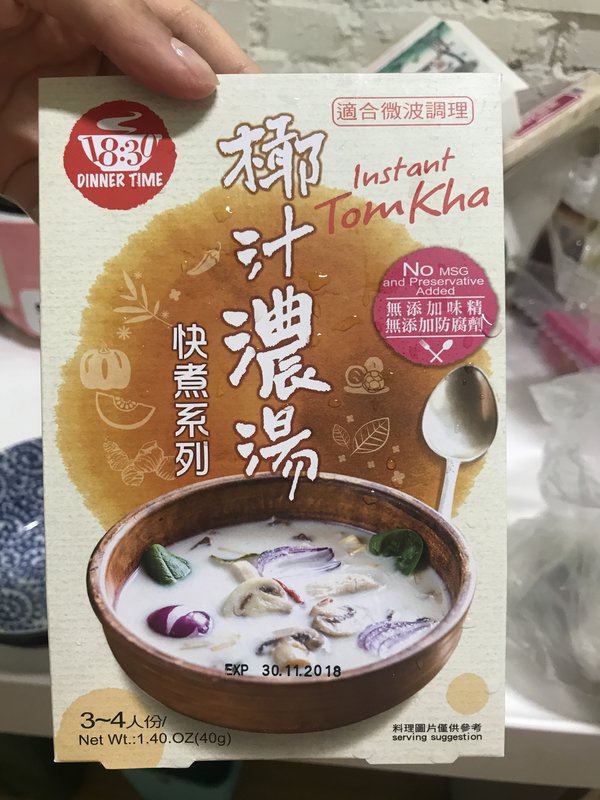 適合微波調理
18:30
DINNER TIME
椰汁濃湯
Instant
Tom Kha
快煮系列
No MSG
and Preservative
Added
無添加味精
無添加防腐劑
EXP 30.11.2018
3~4人份/
Net Wt.:1.40.OZ(40g)
料理圖片僅供參考
serving suggestion